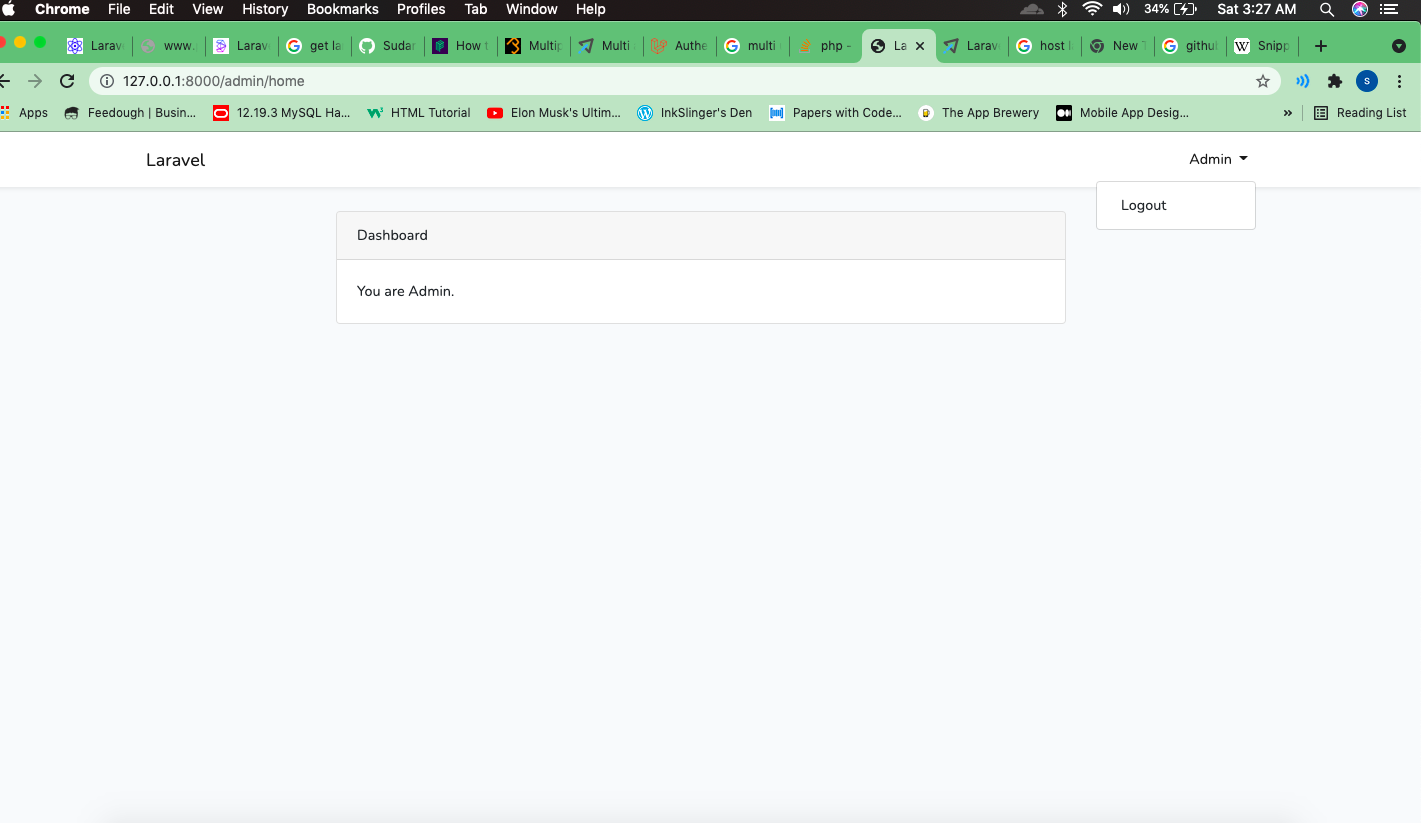 Chrome File Edit View History Bookmarks Profiles Tab Window Help 34% Sat 3:27 AM
Larav www. Larav get la Sudar How t Multip Multi Authe multi php - La Larav host l New T githul Snipp
127.0.0.1:8000/admin/home
Apps Feedough | Busin... 12.19.3 MySQL Ha... HTML Tutorial Elon Musk's Ultim... InkSlinger's Den Papers with Code... The App Brewery Mobile App Desig... » Reading List
Laravel Admin
Logout
Dashboard
You are Admin.